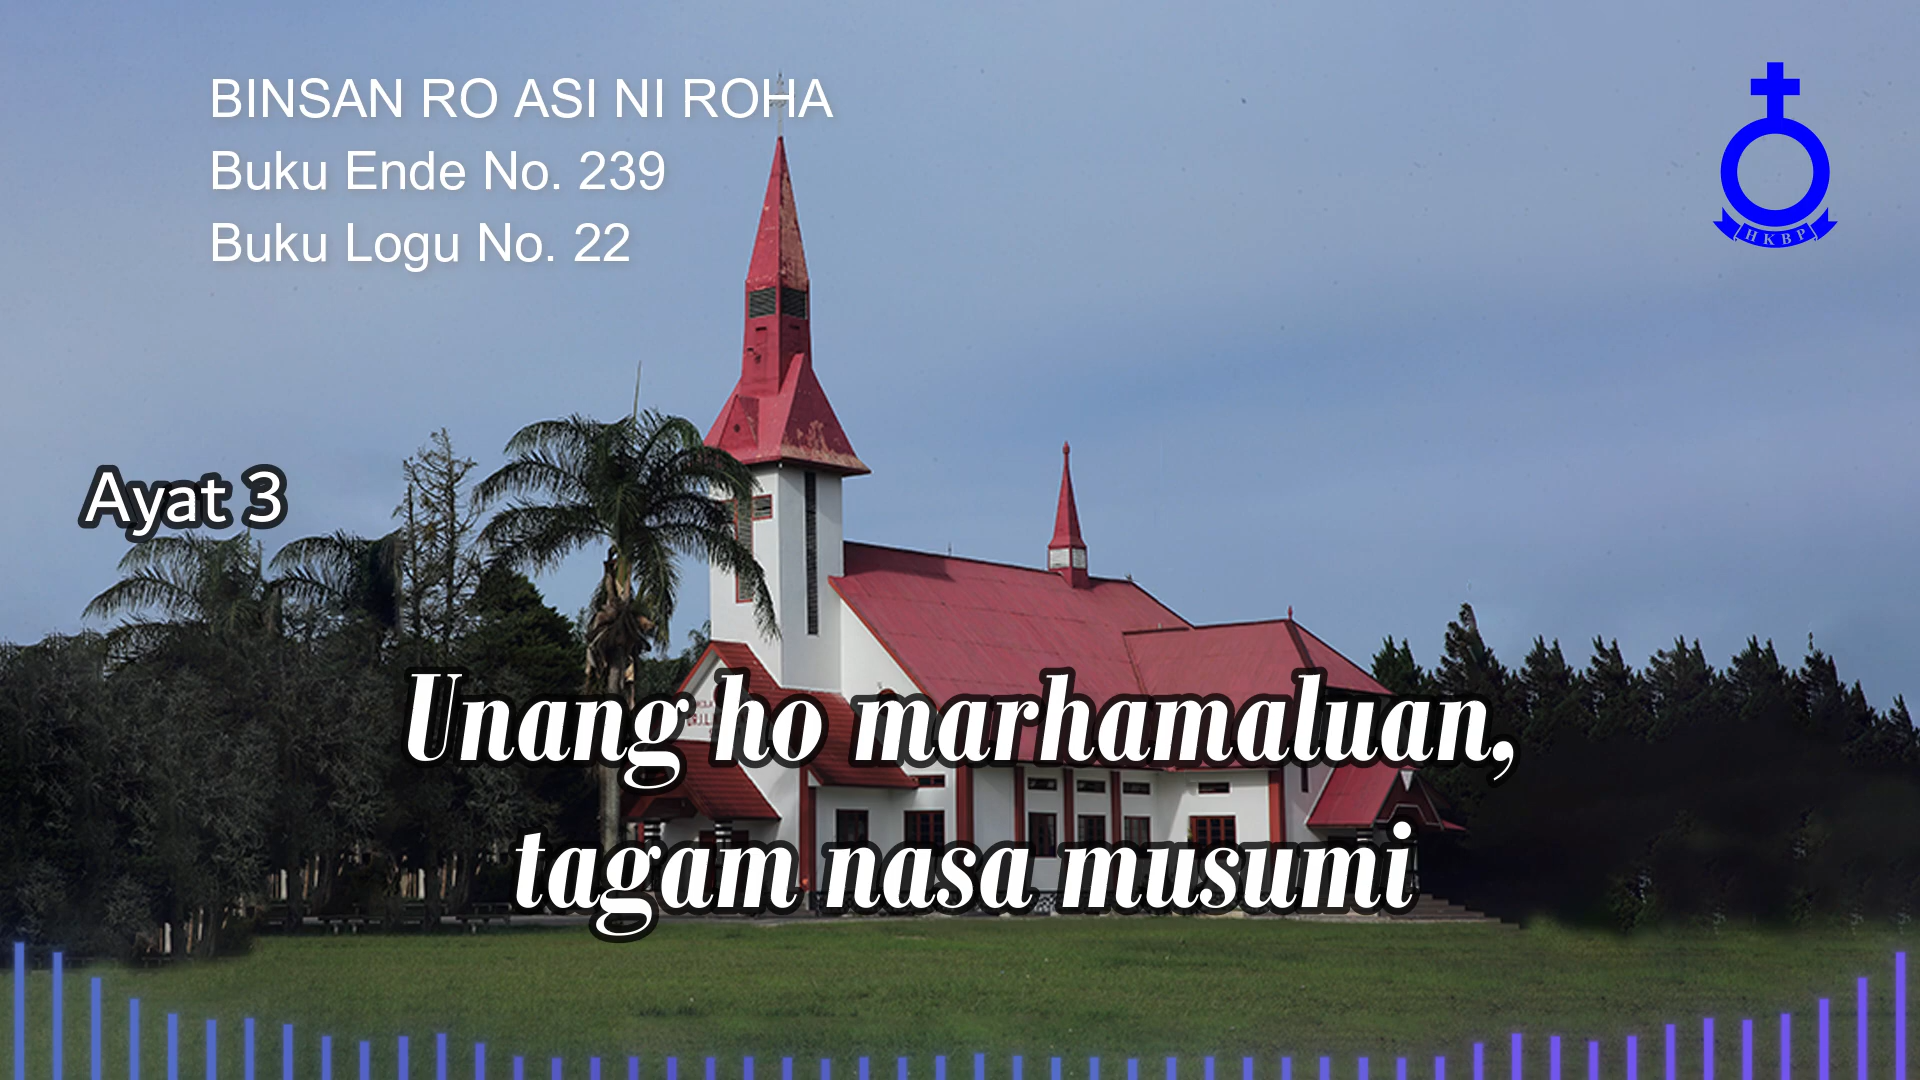 BINSAN RO ASI NI ROHA
Buku Ende No. 239
Buku Logu No. 22
HKBP
Ayat 3
Unang ho marhamaluan,
tagam nasa musumi